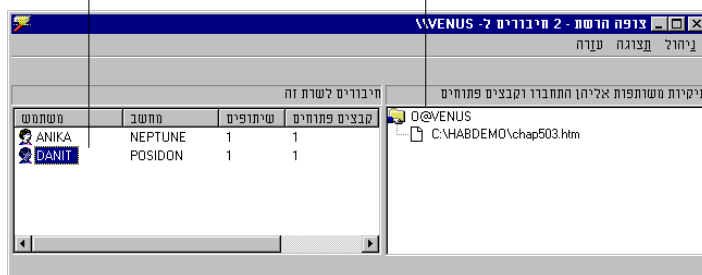 צופה הרשת - 2 חיבורים ל- VENUS\\
ניהול תצוגה עזרה
חיבורים לשרת זה
תיקיות משותפות אליהן התחברו וקבצים פתוחים
משתמש מחשב שיתופים קבצים פתוחים
ANIKA NEPTUNE 1 1
DANIT POSIDON 1 1
O@VENUS
C:\HABDEMO\chap503.htm